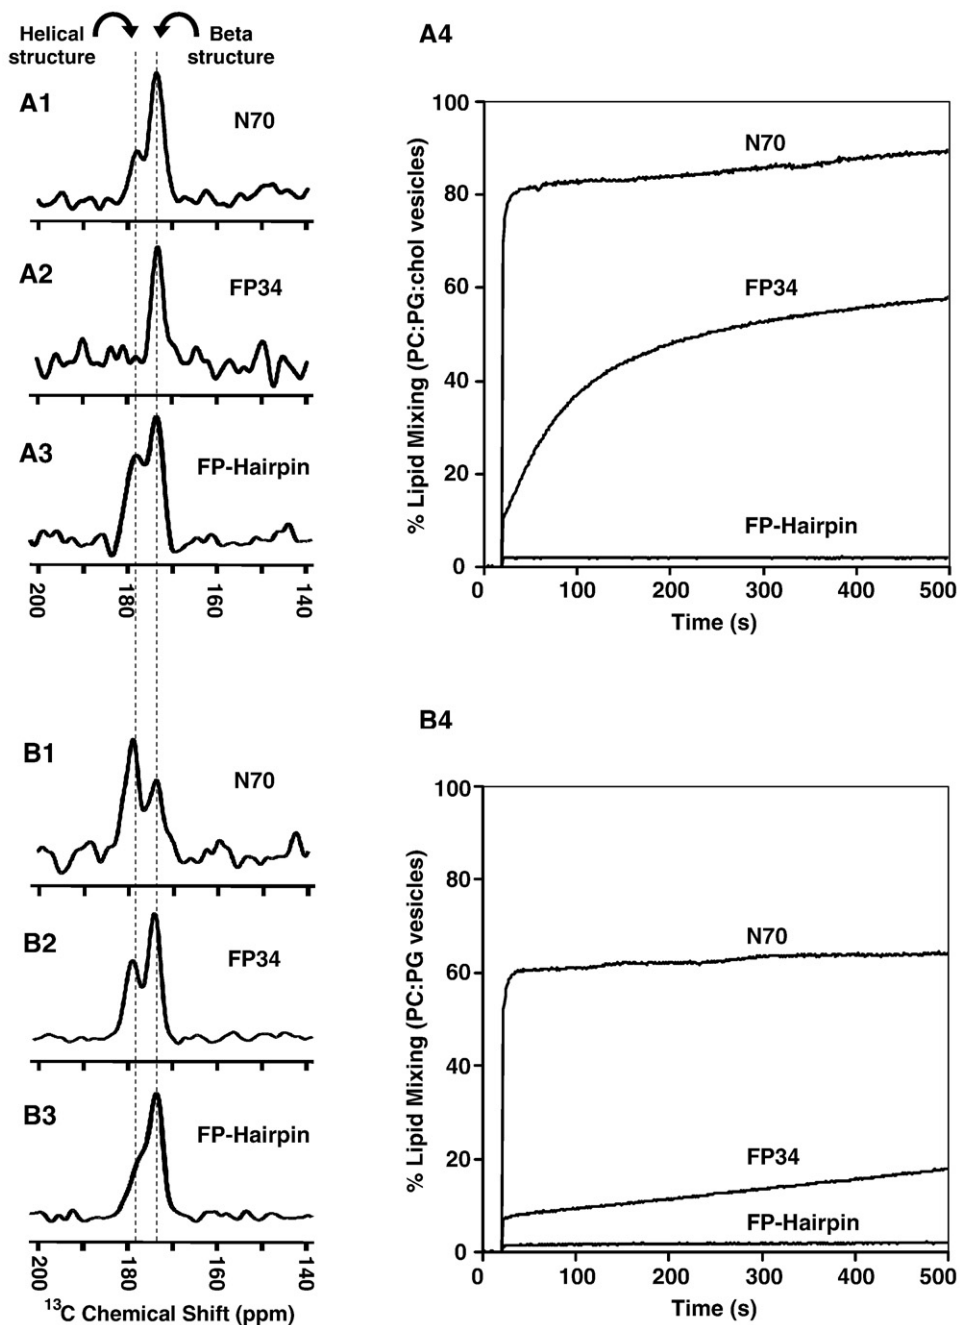 Helical
structure
Beta
structure
A1
N70
A2
FP34
A3
FP-Hairpin
200
180
160
140
B1
N70
B2
FP34
B3
FP-Hairpin
200
180
160
140
13C Chemical Shift (ppm)
A4
% Lipid Mixing (PC:PG:chol vesicles)
100
80
60
40
20
0
N70
FP34
FP-Hairpin
0 100 200 300 400 500
Time (s)
B4
% Lipid Mixing (PC:PG vesicles)
100
80
60
40
20
0
N70
FP34
FP-Hairpin
0 100 200 300 400 500
Time (s)